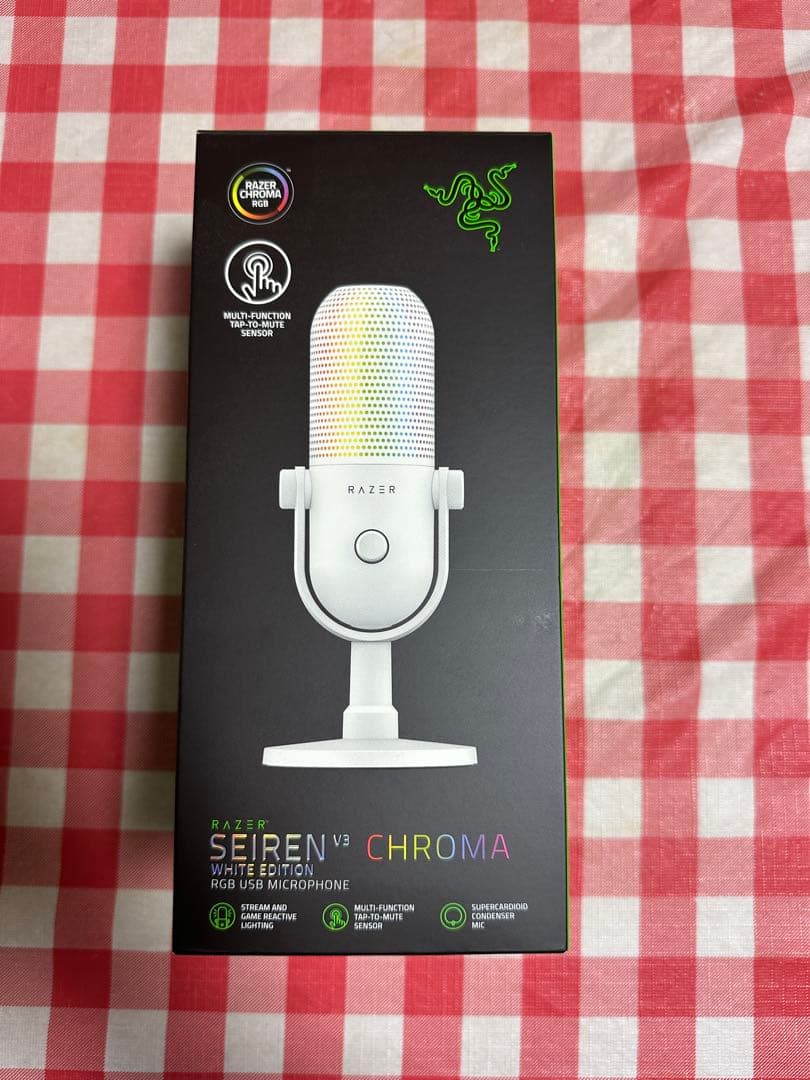 RAZER
CHROMA
RGB
MULTI-FUNCTION
TAP-TO-MUTE
SENSOR
RAZER
RAZER
SEIREN V3 CHROMA
WHITE EDITION
RGB USB MICROPHONE
STREAM AND
GAME REACTIVE
LIGHTING
MULTI-FUNCTION
TAP-TO-MUTE
SENSOR
SUPERCARDIOID
CONDENSER
MIC